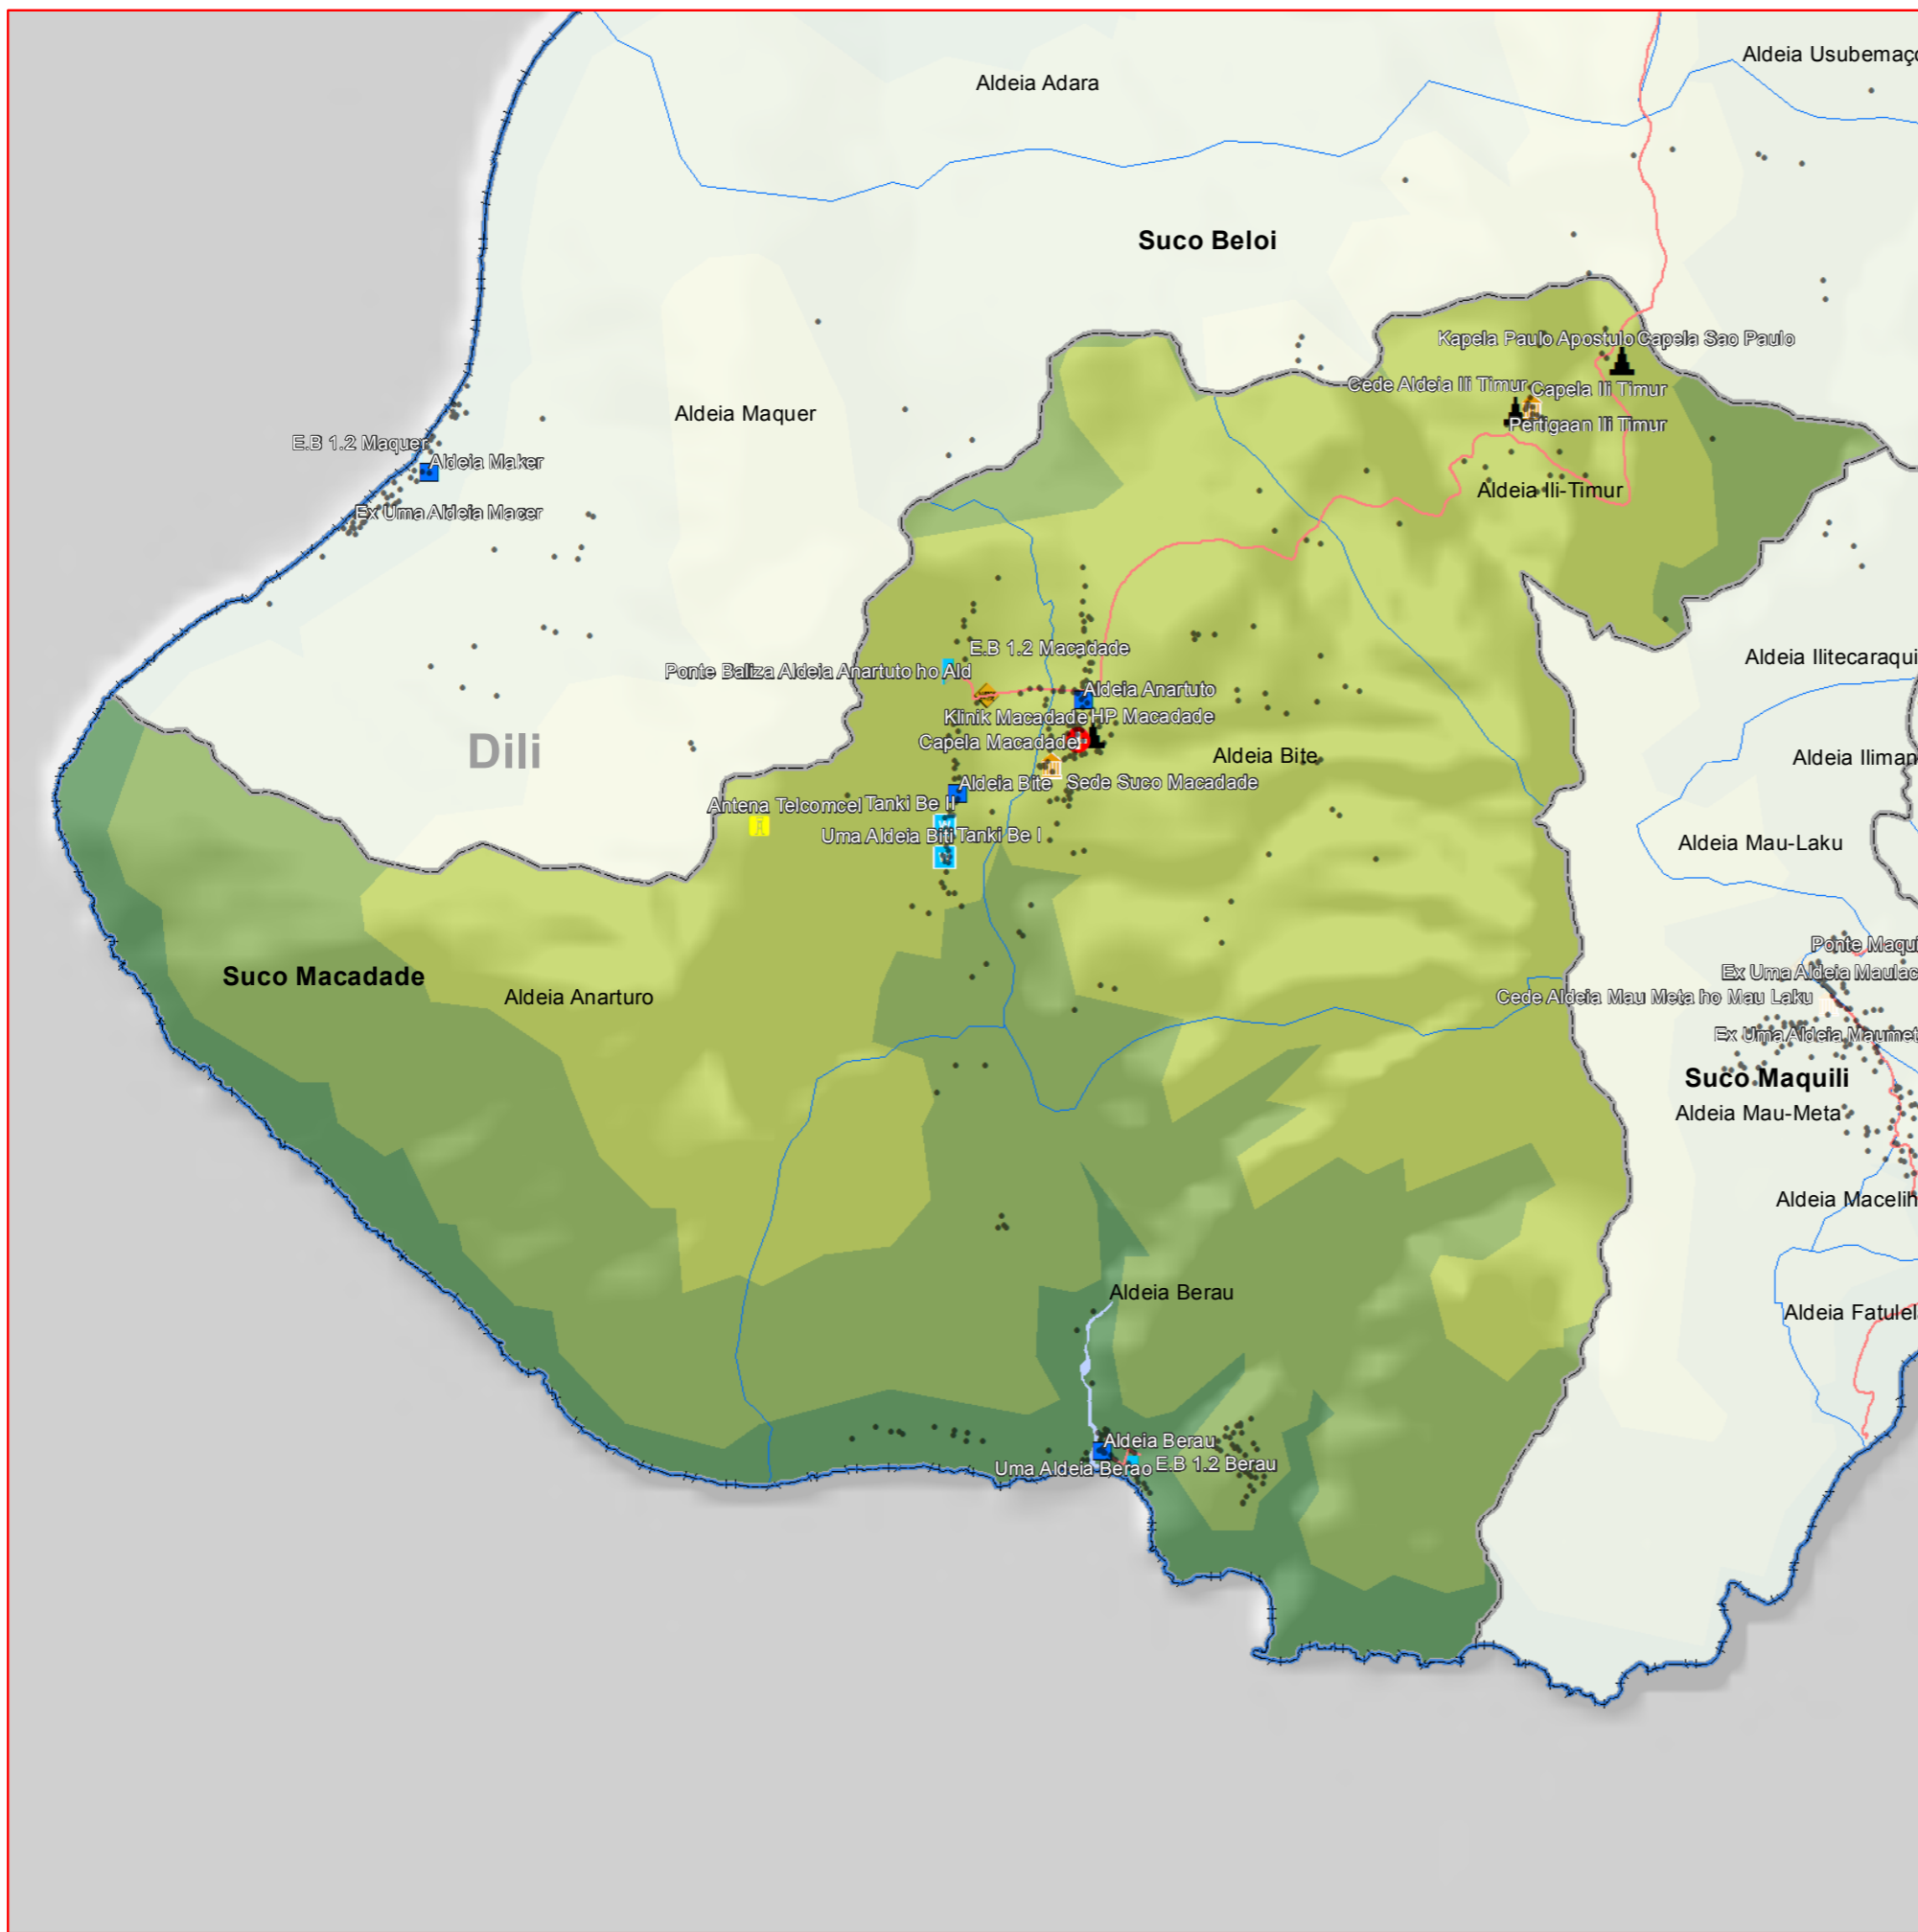 Aldeia Usubemaço
Aldeia Adara
Suco Beloi
Kapela Paulo Apostulo Capela Sao Paulo
Cede Aldeia Ili Timur Capela Ili Timur
Aldeia Maquer
Pertigaan Ili Timur
E.B 1.2 Maquer
Aldeia Maker
Aldeia Ili-Timur
Ex Uma Aldeia Macer
E.B 1.2 Macadade
Aldeia Ilitecaraqui
Ponte Baliza Aldeia Anartuto ho Ald
Aldeia Anartuto
Klinik Macadade HP Macadade
Capela Macadade
Dili
Aldeia Bite
Aldeia Iliman
Aldeia Bite Sede Suco Macadade
Antena Telcomcel Tanki Be II
Uma Aldeia Biti Tanki Be I
Aldeia Mau-Laku
Ponte Maqui
Ex Uma Aldeia Maulac
Suco Macadade
Aldeia Anarturo
Cede Aldeia Mau Meta ho Mau Laku
Ex Uma Aldeia Maumet
Suco Maquili
Aldeia Mau-Meta
Aldeia Macelih
Aldeia Berau
Aldeia Fatulel
Aldeia Berau
Uma Aldeia Berao E.B 1.2 Berau